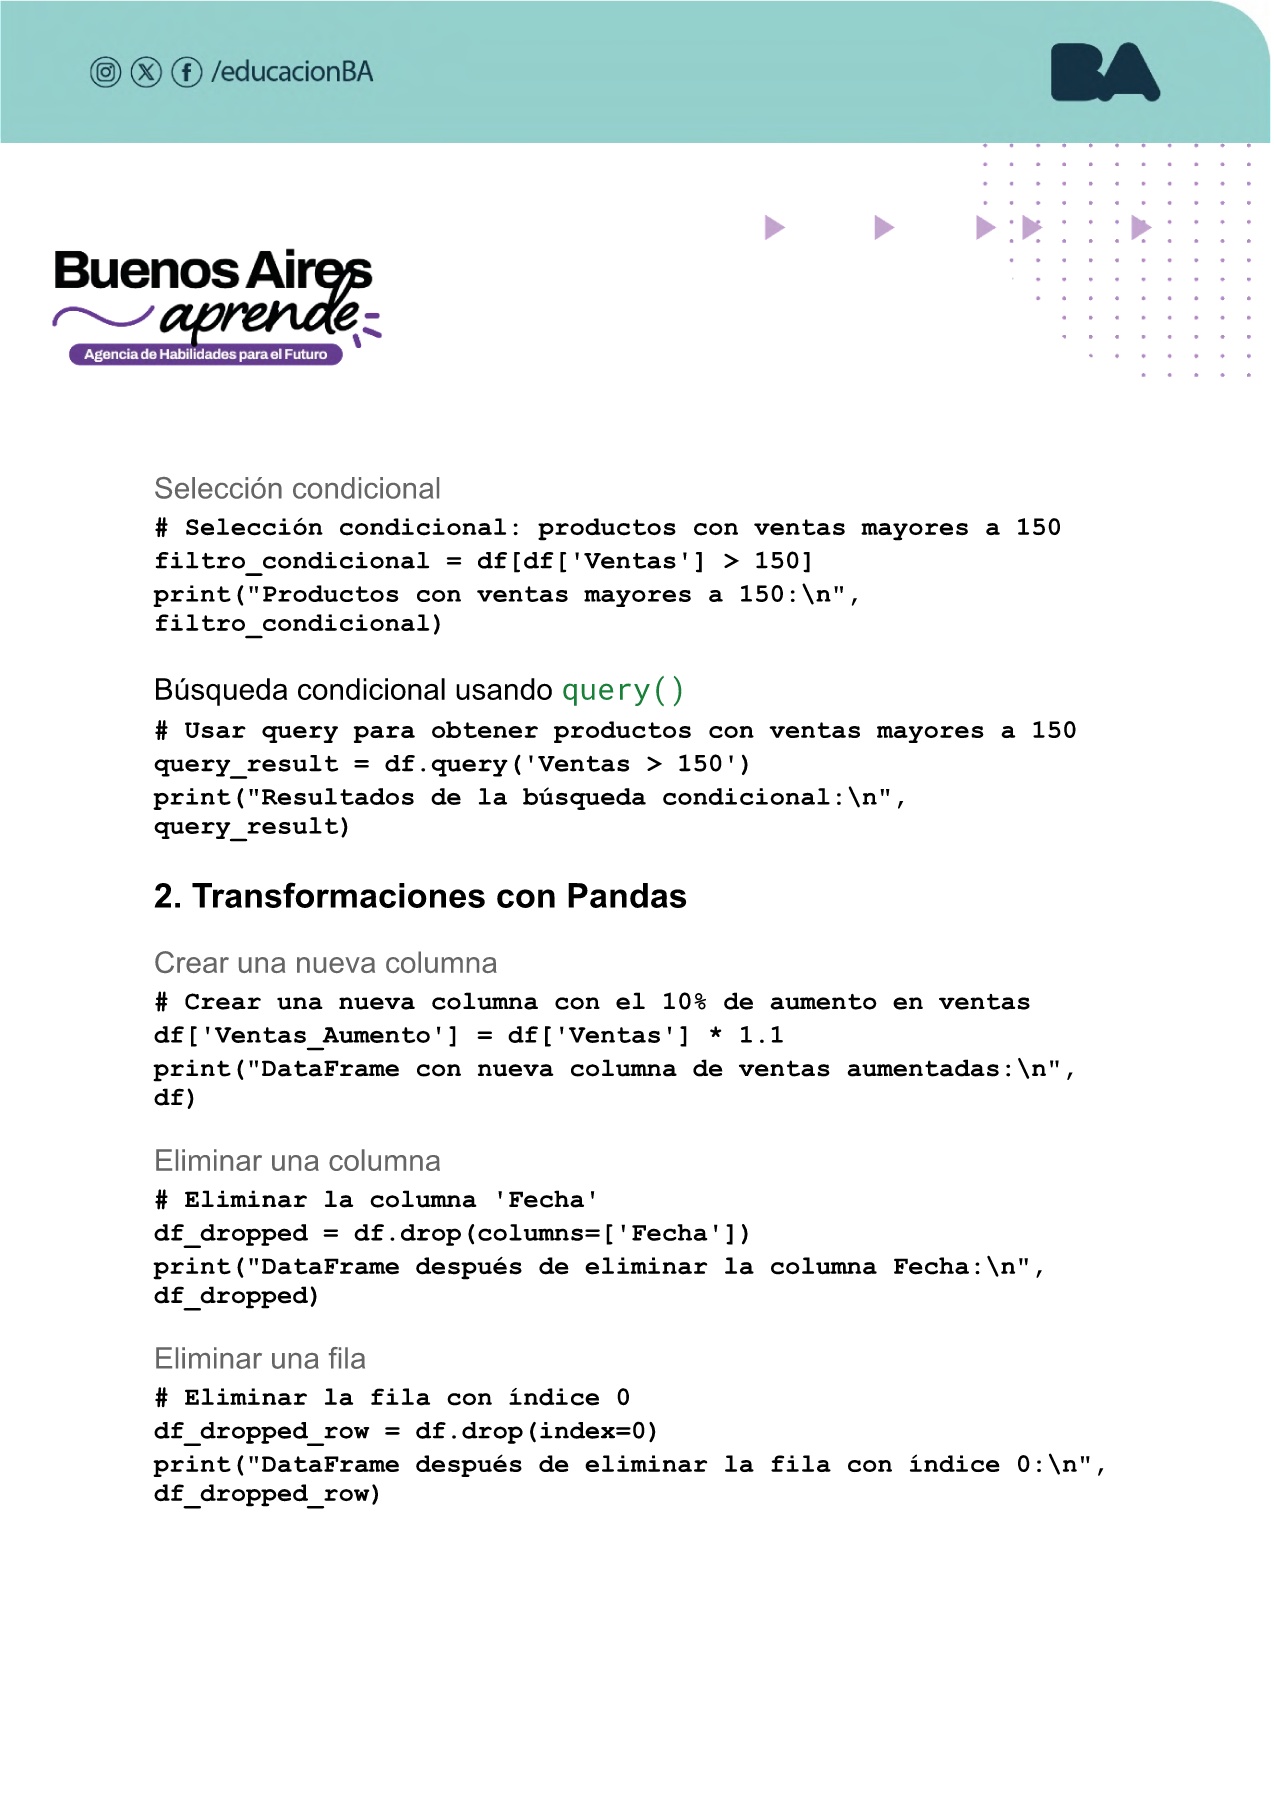 /educacionBA
BA
Buenos Aires
aprende
Agencia de Habilidades para el Futuro
Selección condicional
# Selección condicional: productos con ventas mayores a 150
filtro_condicional = df[df['Ventas'] > 150]
print("Productos con ventas mayores a 150:\n",
filtro_condicional)
Búsqueda condicional usando query()
# Usar query para obtener productos con ventas mayores a 150
query_result = df.query('Ventas > 150')
print("Resultados de la búsqueda condicional:\n",
query_result)
2. Transformaciones con Pandas
Crear una nueva columna
# Crear una nueva columna con el 10% de aumento en ventas
df['Ventas_Aumento'] = df['Ventas'] * 1.1
print("DataFrame con nueva columna de ventas aumentadas:\n",
df)
Eliminar una columna
# Eliminar la columna 'Fecha'
df_dropped = df.drop(columns=['Fecha'])
print("DataFrame después de eliminar la columna Fecha:\n",
df_dropped)
Eliminar una fila
# Eliminar la fila con índice 0
df_dropped_row = df.drop(index=0)
print("DataFrame después de eliminar la fila con índice 0:\n",
df_dropped_row)